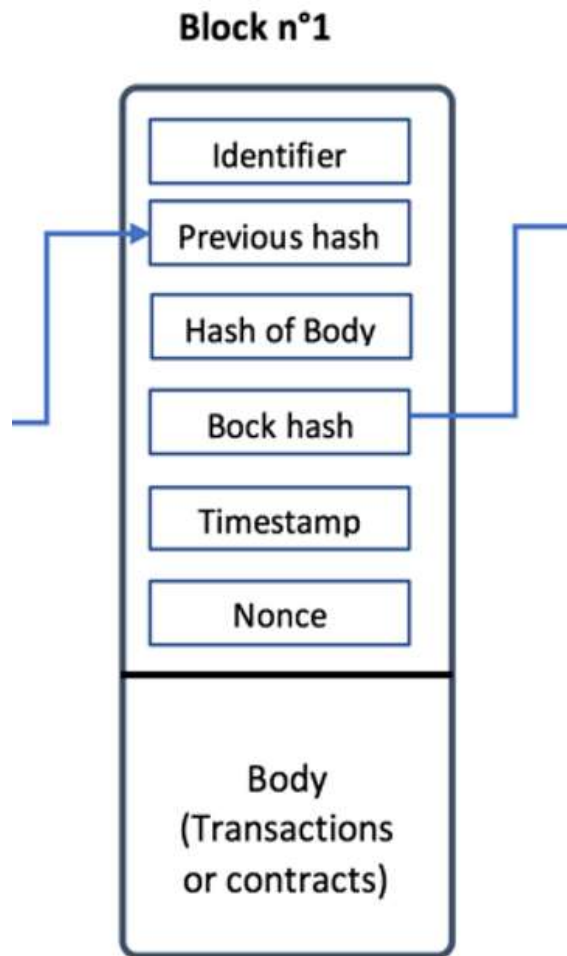 Block n°1
Identifier
Previous hash
Hash of Body
Bock hash
Timestamp
Nonce
Body
(Transactions
or contracts)